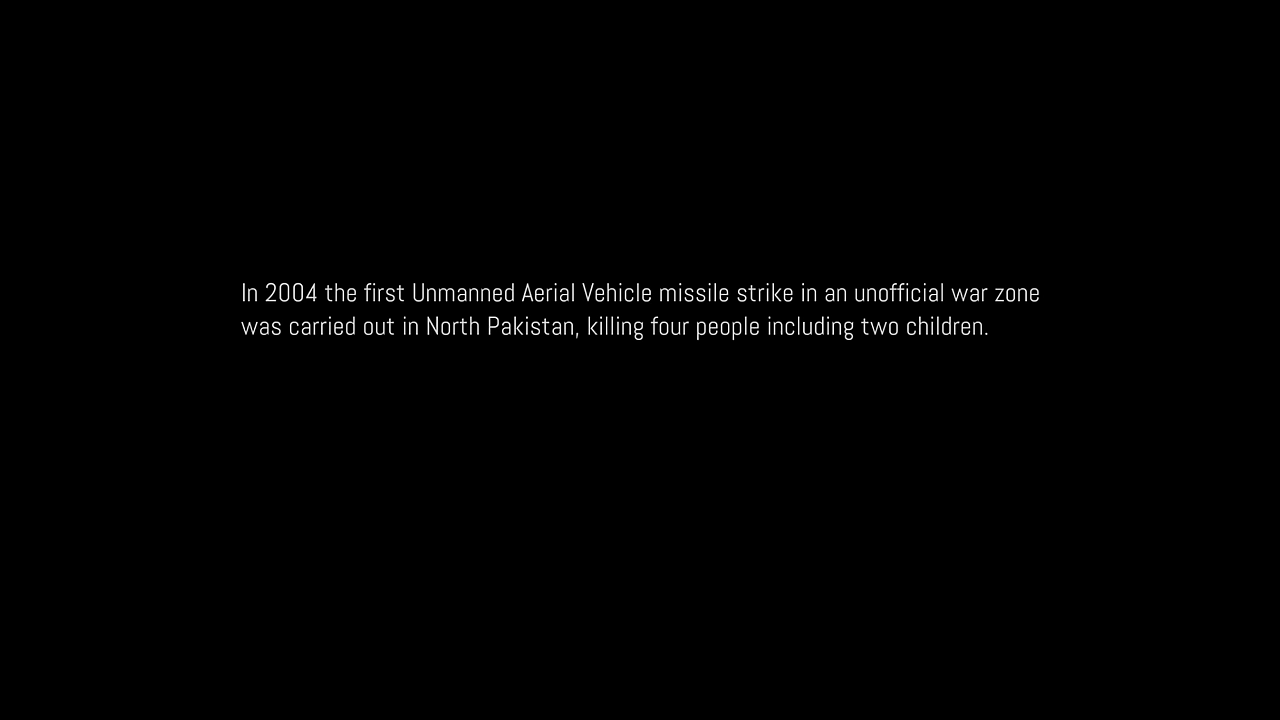 In 2004 the first Unmanned Aerial Vehicle missile strike in an unofficial war zone
was carried out in North Pakistan, killing four people including two children.